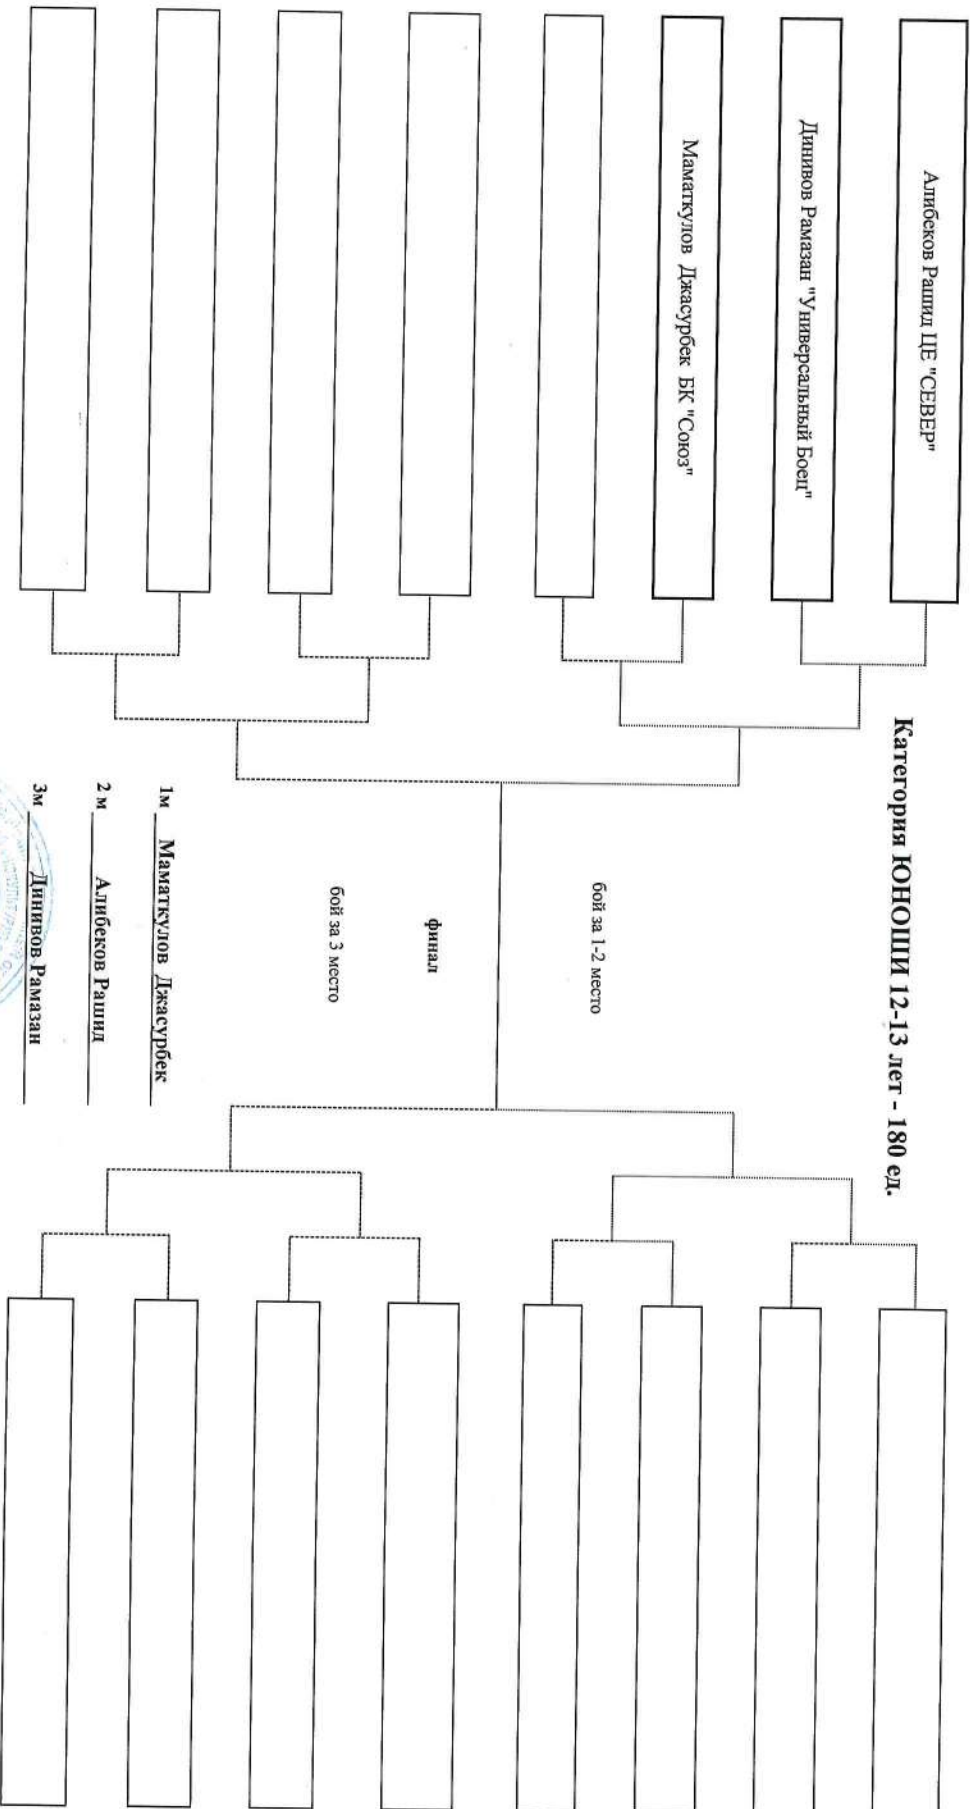 Категория ЮНОШИ 12-13 лет - 180 ед.
Алибеков Рашид ЦЕ "СЕВЕР"
Динивов Рамазан "Универсальный Боец"
Маматкулов Джасурбек БК "Союз"
бой за 1-2 место
финал
бой за 3 место
1м Маматкулов Джасурбек
2 м Алибеков Рашид
3м Динивов Рамазан